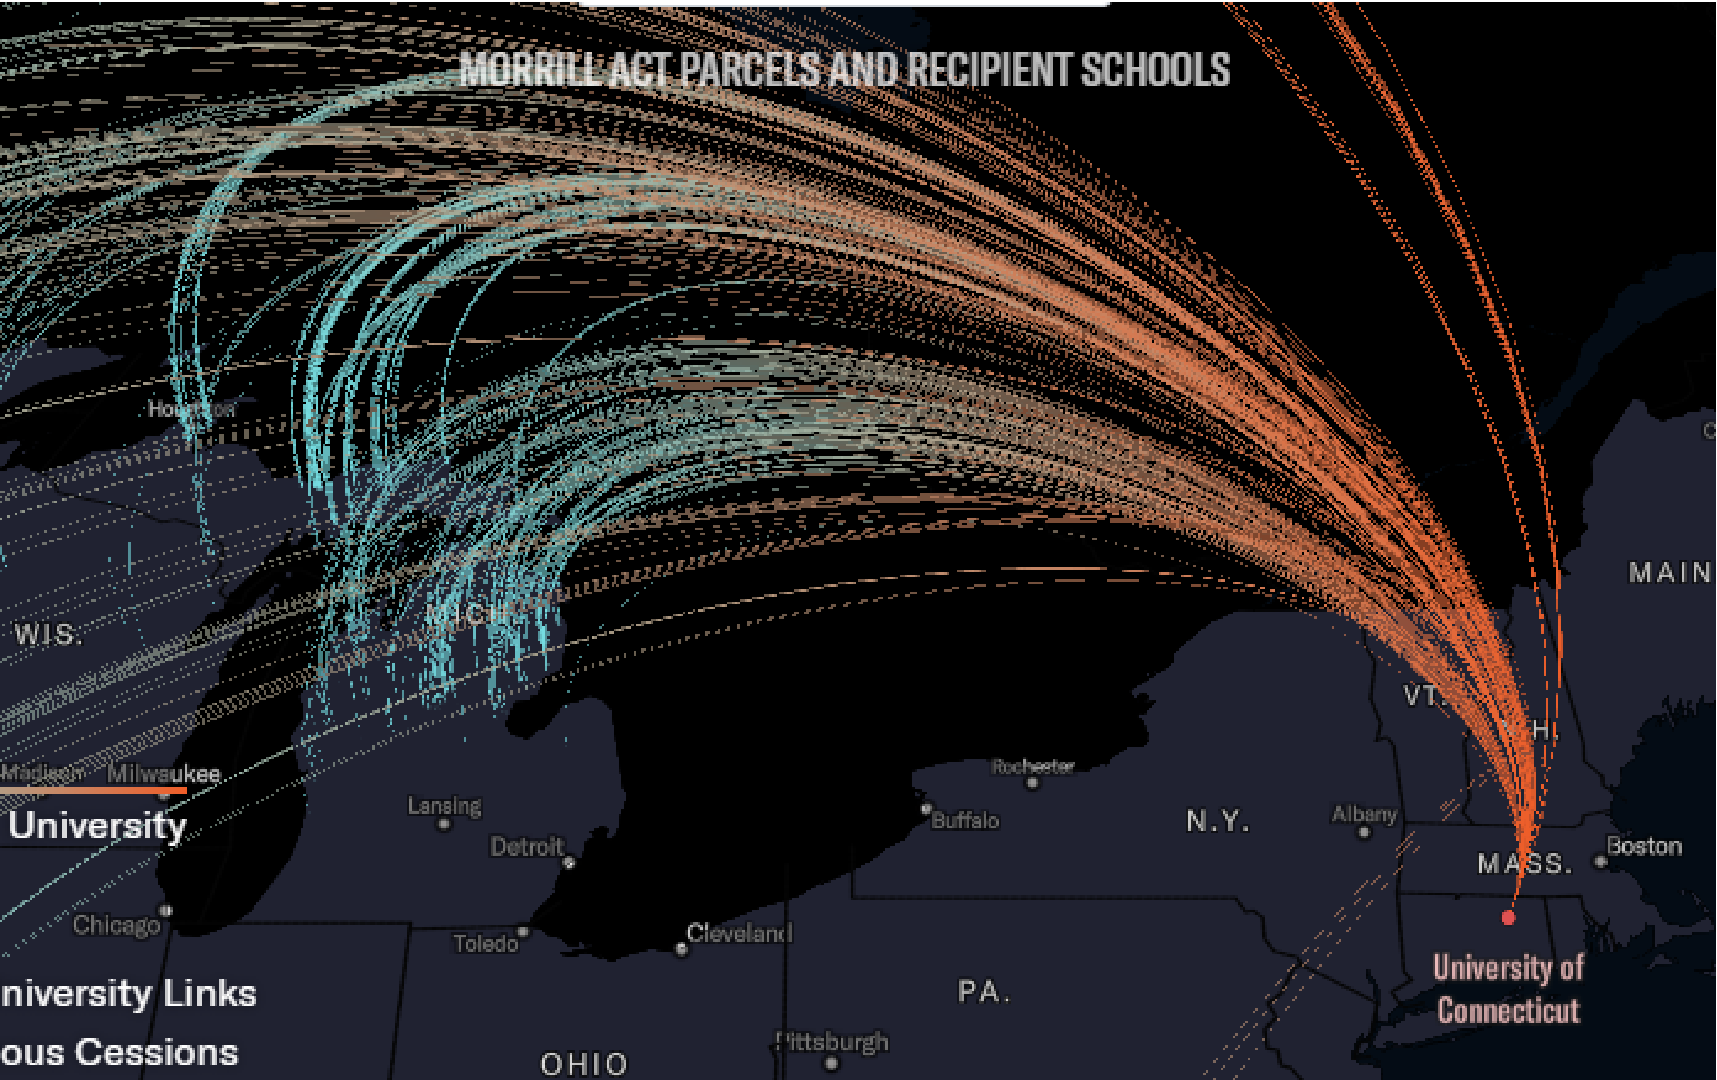 MORRILL ACT PARCELS AND RECIPIENT SCHOOLS
Houghton
MAIN
MICH.
WIS.
VT.
H.
Madison
Milwaukee
Rochester
Lansing
Buffalo
N.Y.
Albany
University
Detroit
Boston
MASS.
Chicago
Toledo
Cleveland
University of
Connecticut
niversity Links
PA.
ous Cessions
Pittsburgh
OHIO